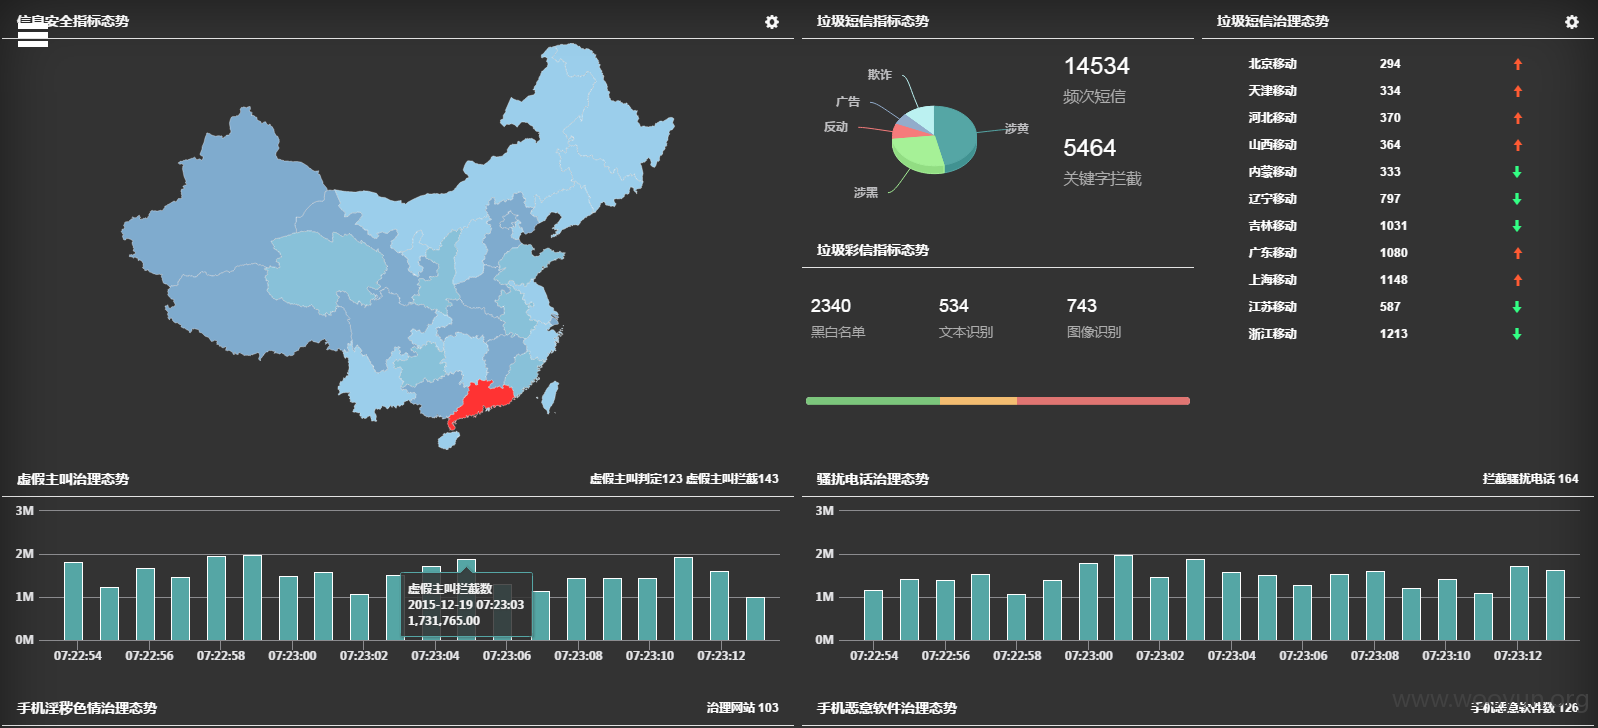 信息安全指标态势
垃圾短信指标态势
欺诈
广告
反动
涉黄
涉黑
14534
频次短信
5464
关键字拦截
垃圾彩信指标态势
2340 534 743
黑白名单 文本识别 图像识别
垃圾短信治理态势
北京移动 294
天津移动 334
河北移动 370
山西移动 364
内蒙移动 333
辽宁移动 797
吉林移动 1031
广东移动 1080
上海移动 1148
江苏移动 587
浙江移动 1213
虚假主叫治理态势 虚假主叫判定123 虚假主叫拦截143
3M
2M
1M
0M
虚假主叫拦截数
2015-12-19 07:23:03
1,731,765.00
07:22:54 07:22:56 07:22:58 07:23:00 07:23:02 07:23:04 07:23:06 07:23:08 07:23:10 07:23:12
骚扰电话治理态势 拦截骚扰电话 164
3M
2M
1M
0M
07:22:54 07:22:56 07:22:58 07:23:00 07:23:02 07:23:04 07:23:06 07:23:08 07:23:10 07:23:12
手机淫秽色情治理态势 治理网站 103
手机恶意软件治理态势 手机恶意软件数 126
www.wooyun.org